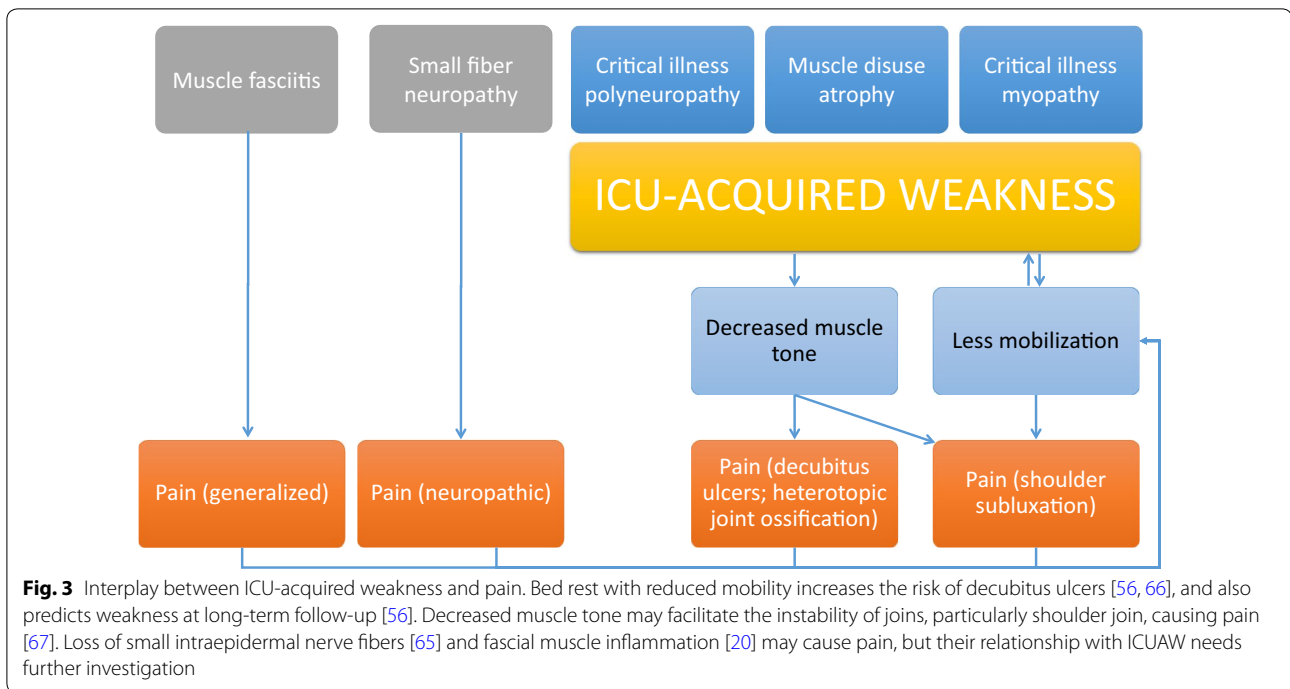 Muscle fasciitis
Small fiber
neuropathy
Critical illness
polyneuropathy
Muscle disuse
atrophy
Critical illness
myopathy
ICU-ACQUIRED WEAKNESS
Decreased muscle
tone
Less mobilization
Pain (generalized)
Pain (neuropathic)
Pain (decubitus
ulcers; heterotopic
joint ossification)
Pain (shoulder
subluxation)
Fig. 3 Interplay between ICU-acquired weakness and pain. Bed rest with reduced mobility increases the risk of decubitus ulcers [56, 66], and also
predicts weakness at long-term follow-up [56]. Decreased muscle tone may facilitate the instability of joins, particularly shoulder join, causing pain
[67]. Loss of small intraepidermal nerve fibers [65] and fascial muscle inflammation [20] may cause pain, but their relationship with ICUAW needs
further investigation